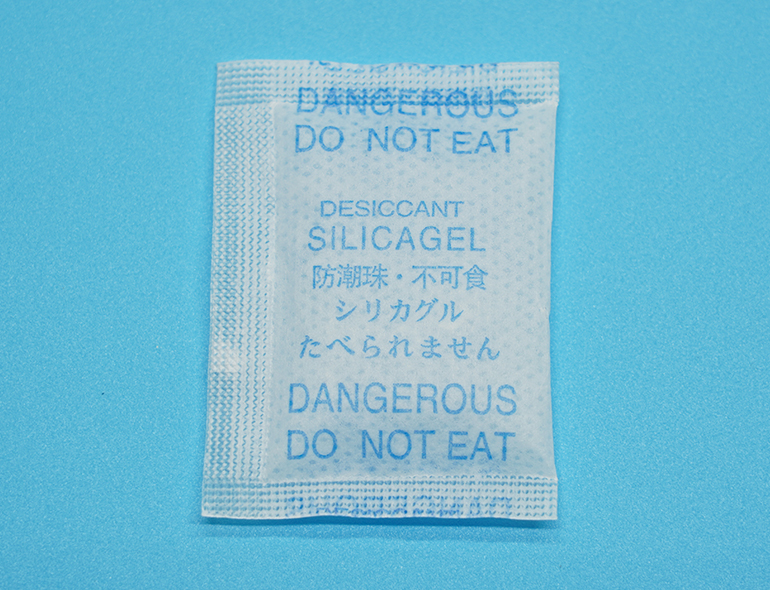 DANGEROUS
DO NOT EAT
DESICCANT
SILICAGEL
防潮珠・不可食
シリカグル
たべられません
DANGEROUS
DO NOT EAT